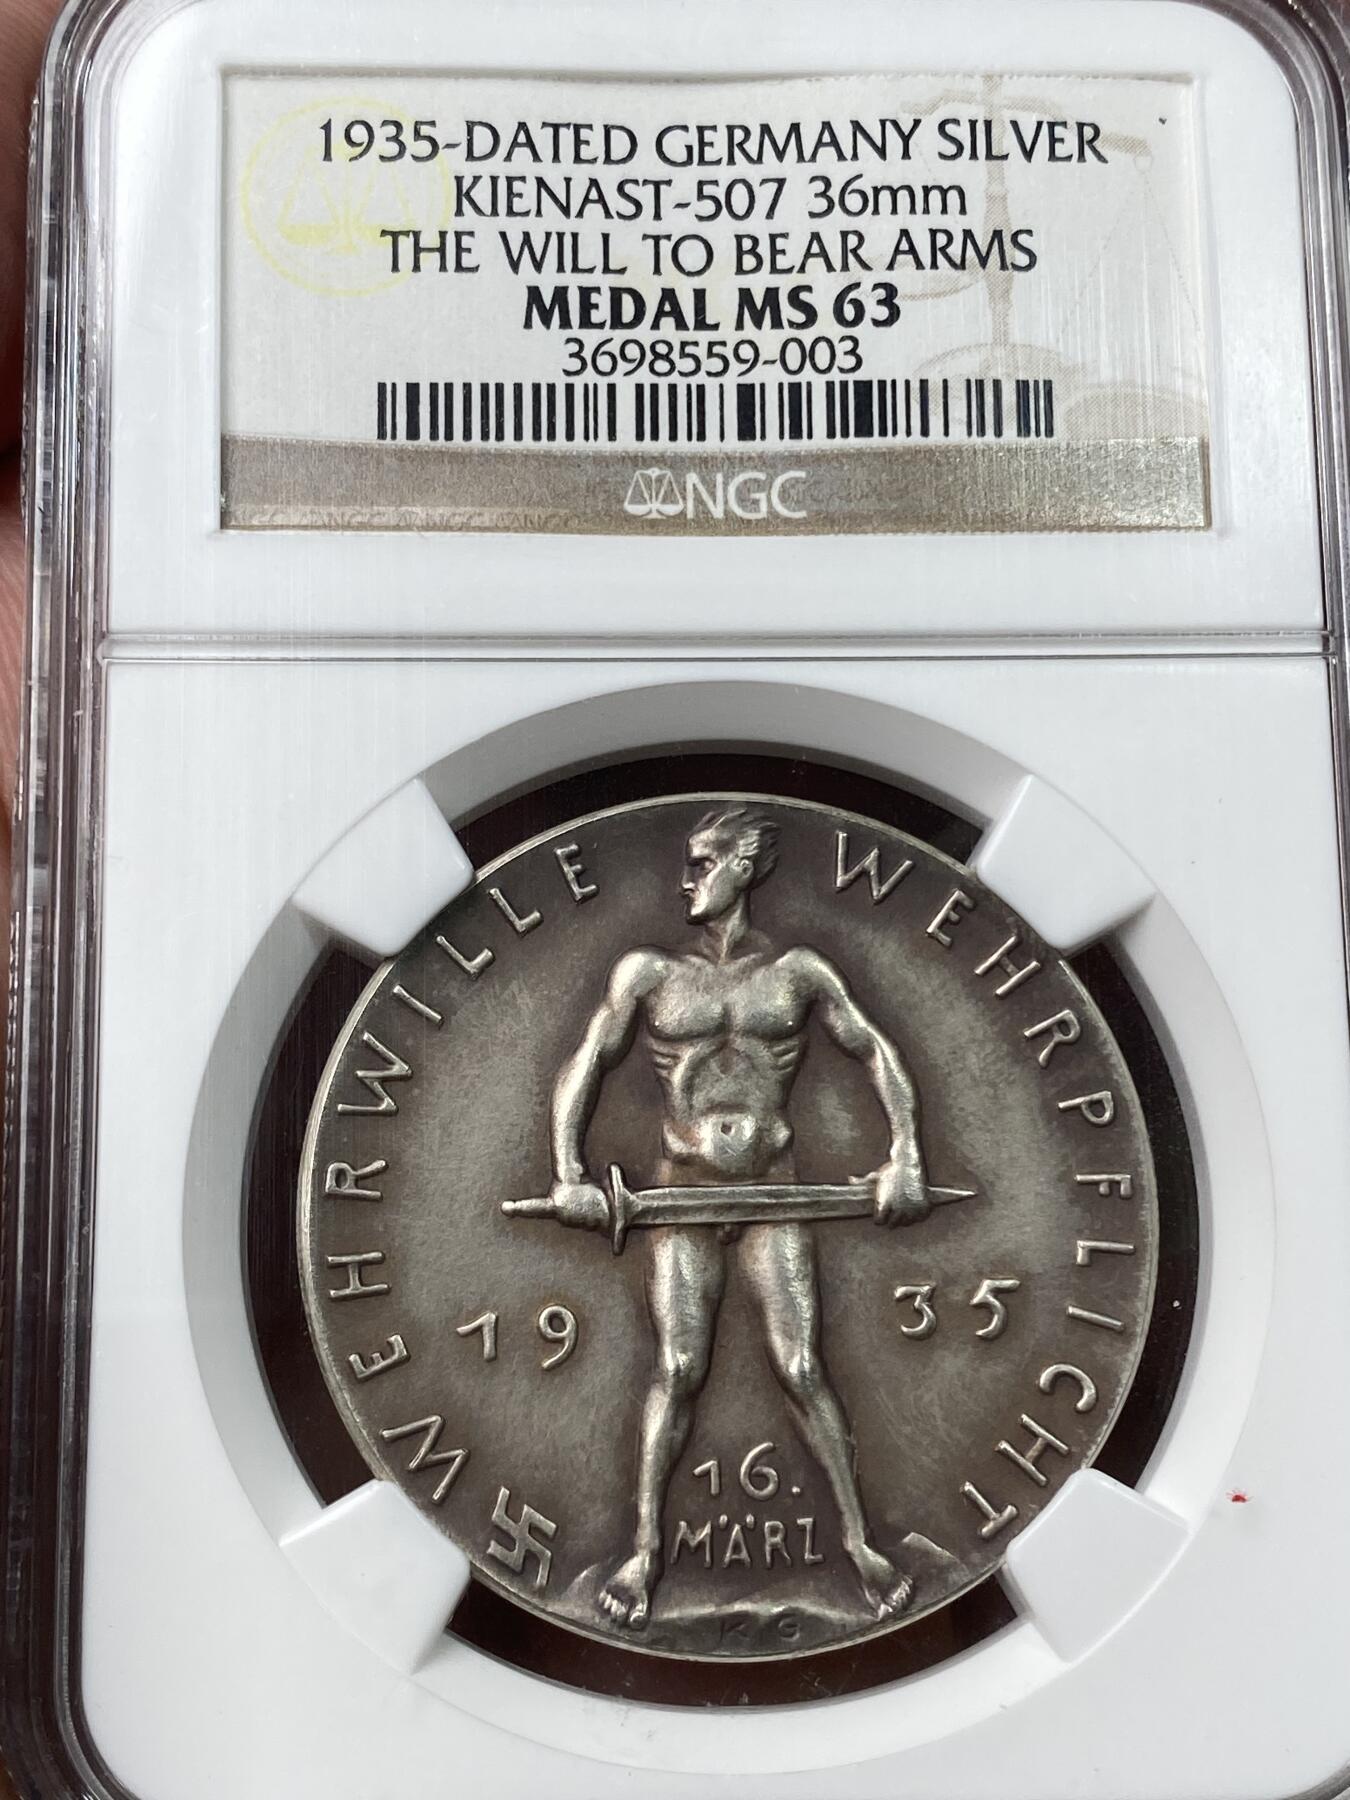 1935-DATED GERMANY SILVER
KIENAST-507 36mm
THE WILL TO BEAR ARMS
MEDAL MS 63
3698559-003
NGC
WEHRWILLE WEHRPFLICHT
19 35
16.
MÄRZ
K G